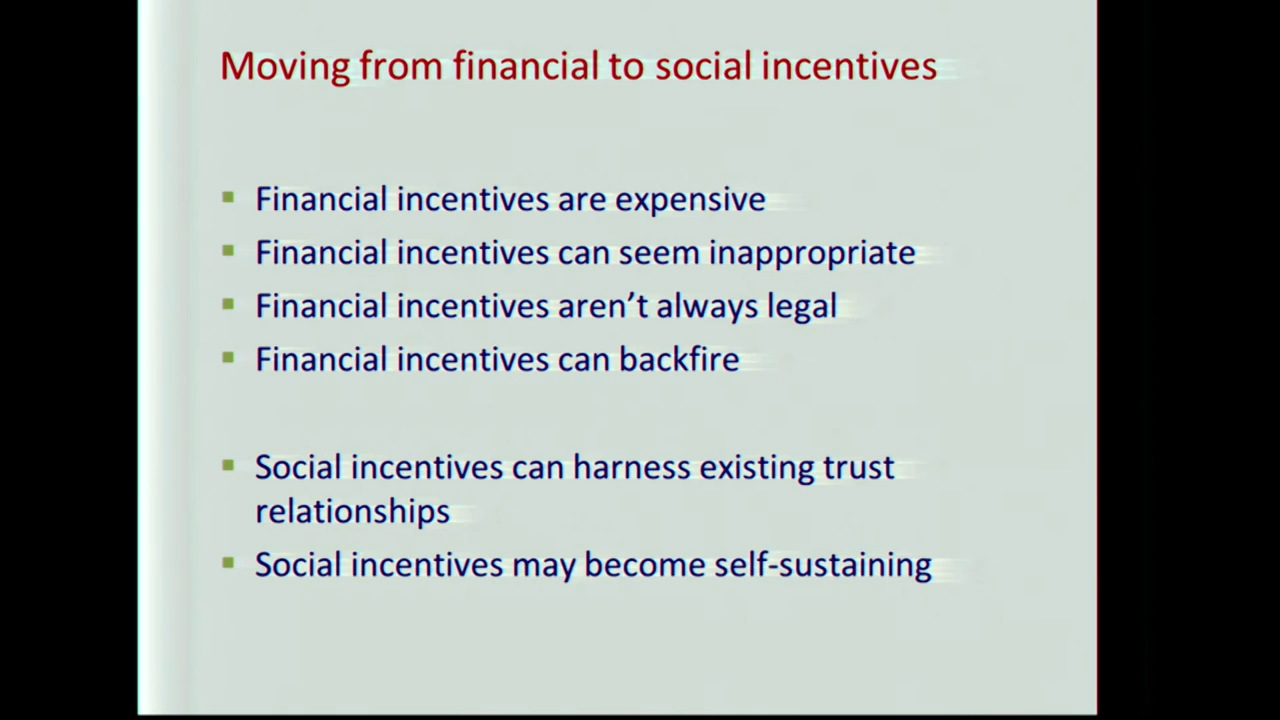 Moving from financial to social incentives
Financial incentives are expensive
Financial incentives can seem inappropriate
Financial incentives aren’t always legal
Financial incentives can backfire
Social incentives can harness existing trust
relationships
Social incentives may become self-sustaining